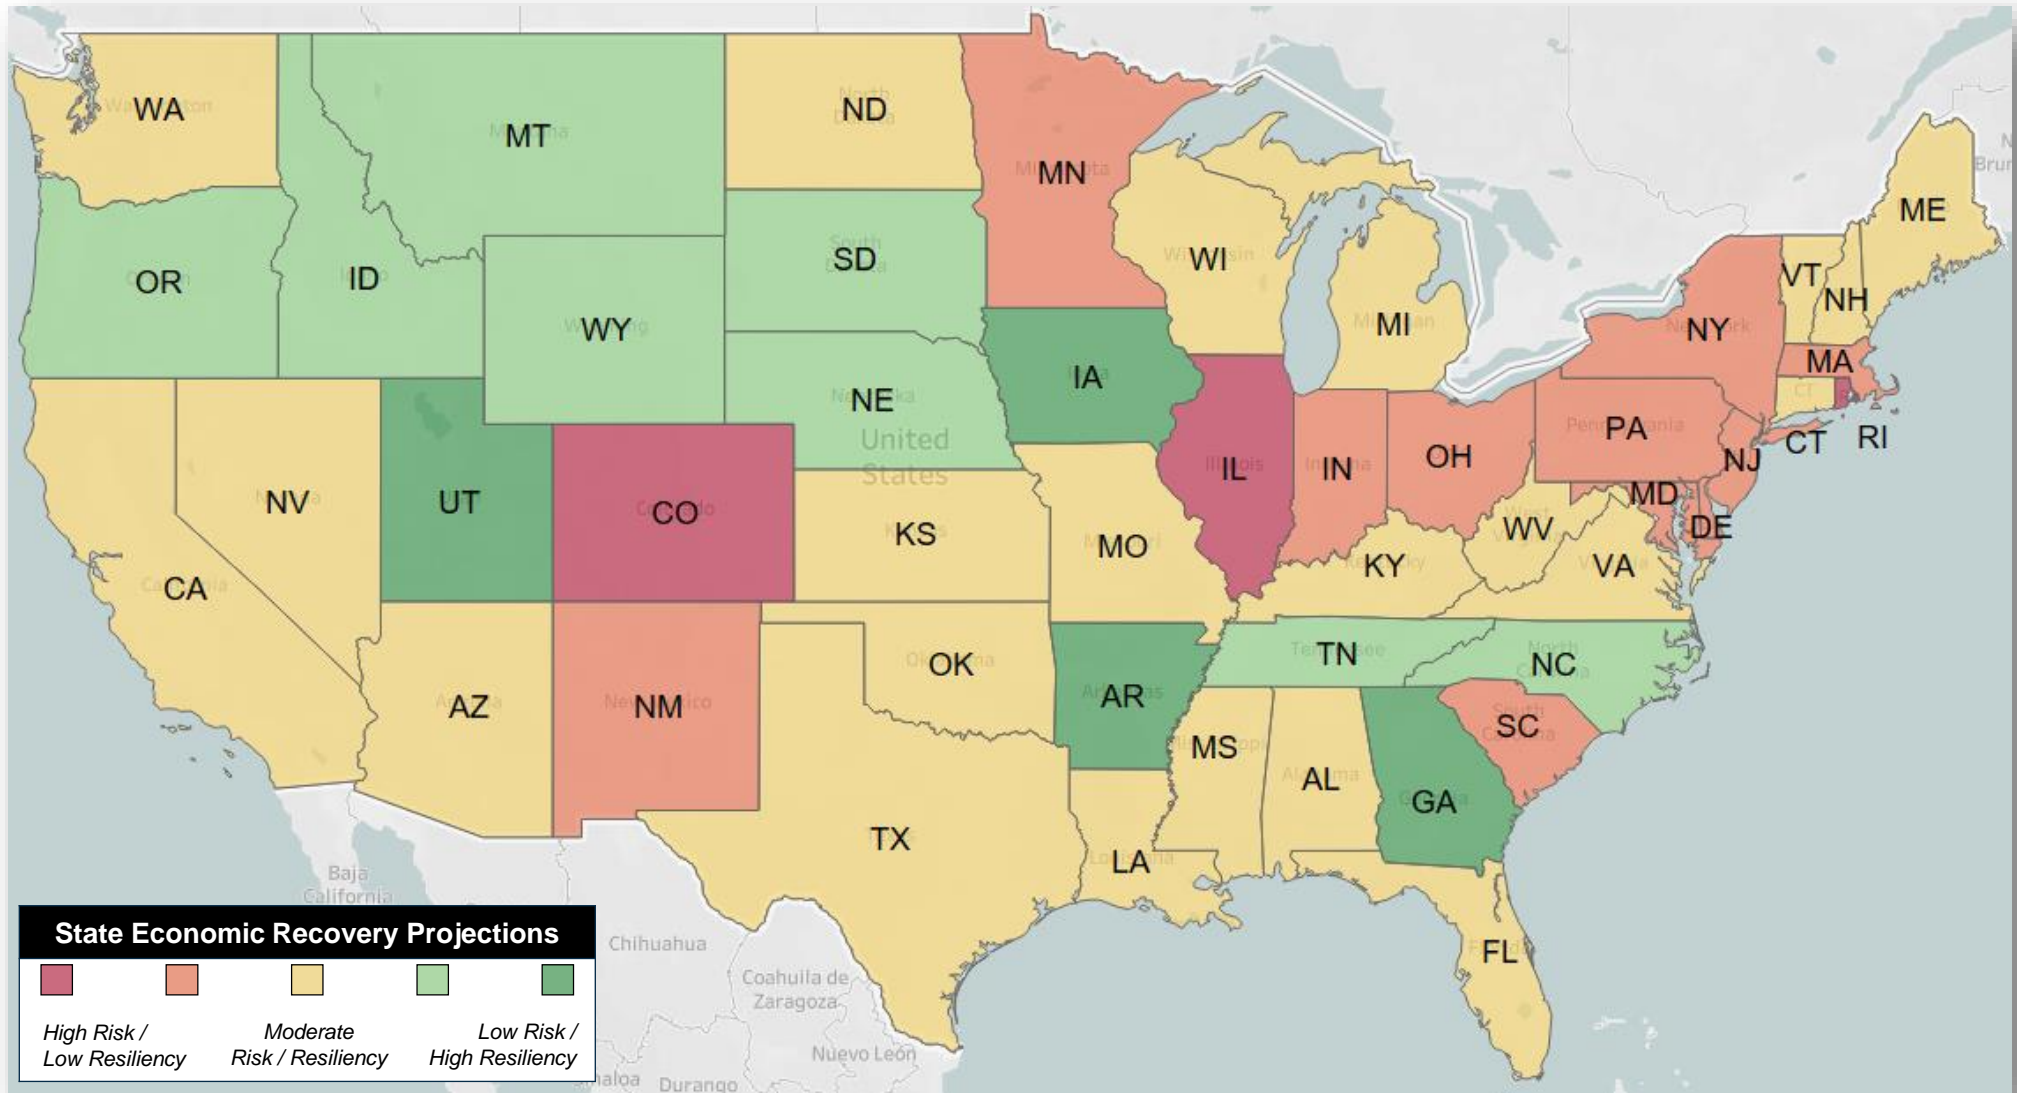 WA
MT
ND
MN
ME
OR
ID
SD
WI
VT
NH
WY
MI
NY
IA
MA
NE
United
States
PA
CT
RI
NV
UT
CO
IL
IN
OH
NJ
MD
DE
KS
MO
WV
VA
CA
KY
TN
NC
OK
AZ
NM
AR
SC
MS
AL
GA
TX
LA
FL
Baja
California
Chihuahua
Coahuila de
Zaragoza
Nuevo León
Durango
State Economic Recovery Projections
High Risk /
Low Resiliency
Moderate
Risk / Resiliency
Low Risk /
High Resiliency